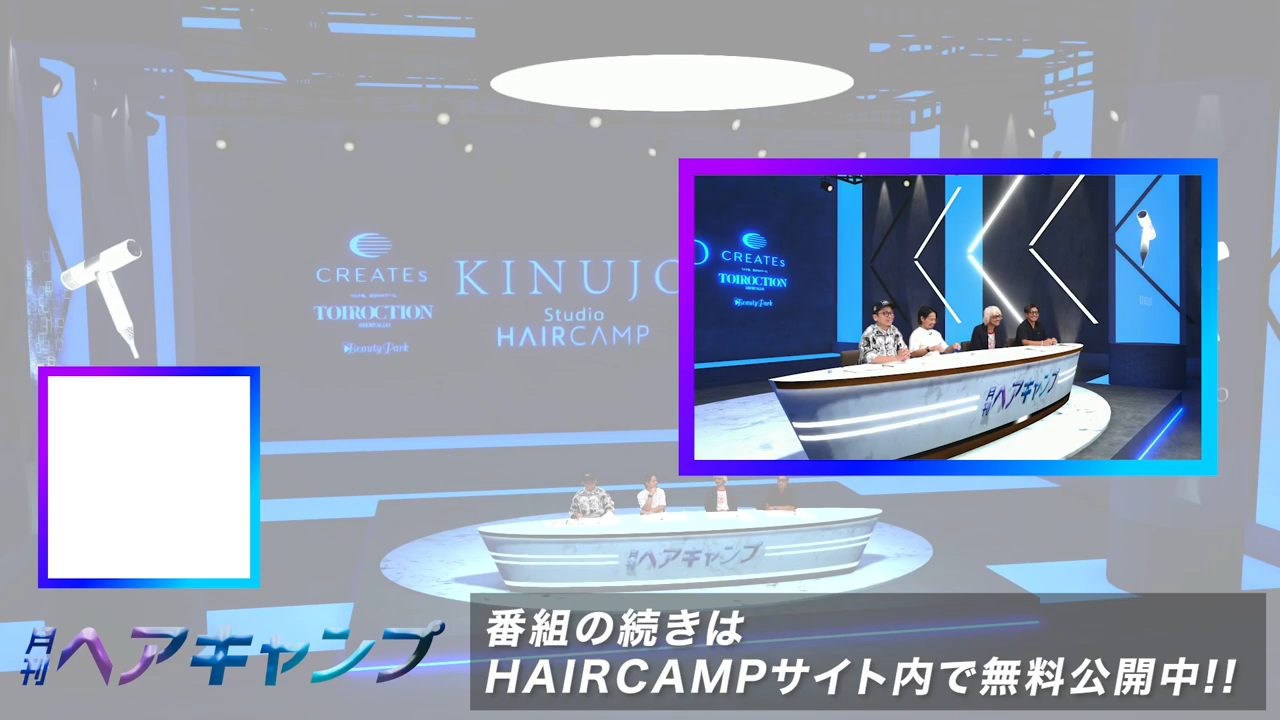 CREATEs
TOIROCTION
Beauty Park
KINUJO
Studio
HAIRCAMP
CREATEs
TOIROCTION
Beauty Park
月刊ヘアキャンプ
月刊ヘアキャンプ
月刊ヘアキャンプ
番組の続きは
HAIRCAMPサイト内で無料公開中!!